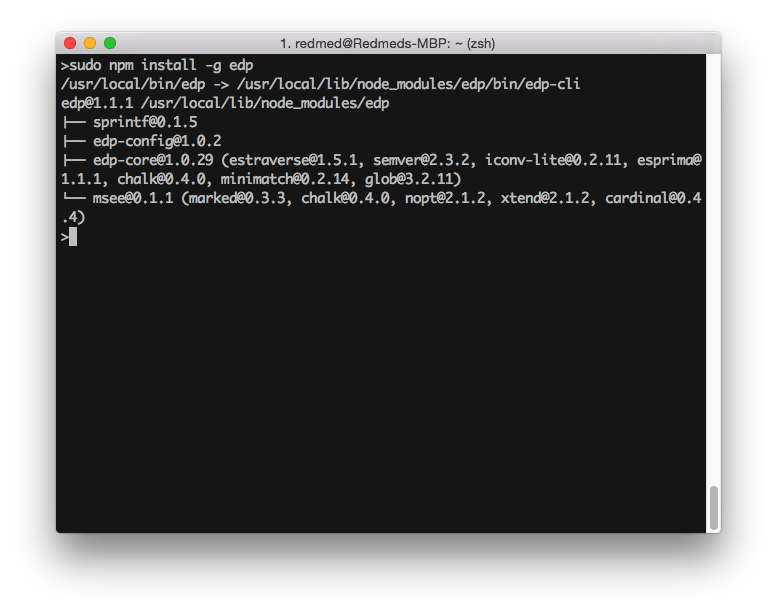 1. redmed@Redmeds-MBP: ~ (zsh)
>sudo npm install -g edp
/usr/local/bin/edp -> /usr/local/lib/node_modules/edp/bin/edp-cli
edp@1.1.1 /usr/local/lib/node_modules/edp
├── sprintf@0.1.5
├── edp-config@1.0.2
├── edp-core@1.0.29 (estraverse@1.5.1, semver@2.3.2, iconv-lite@0.2.11, esprima@
1.1.1, chalk@0.4.0, minimatch@0.2.14, glob@3.2.11)
└── msee@0.1.1 (marked@0.3.3, chalk@0.4.0, nopt@2.1.2, xtend@2.1.2, cardinal@0.4
.4)
>